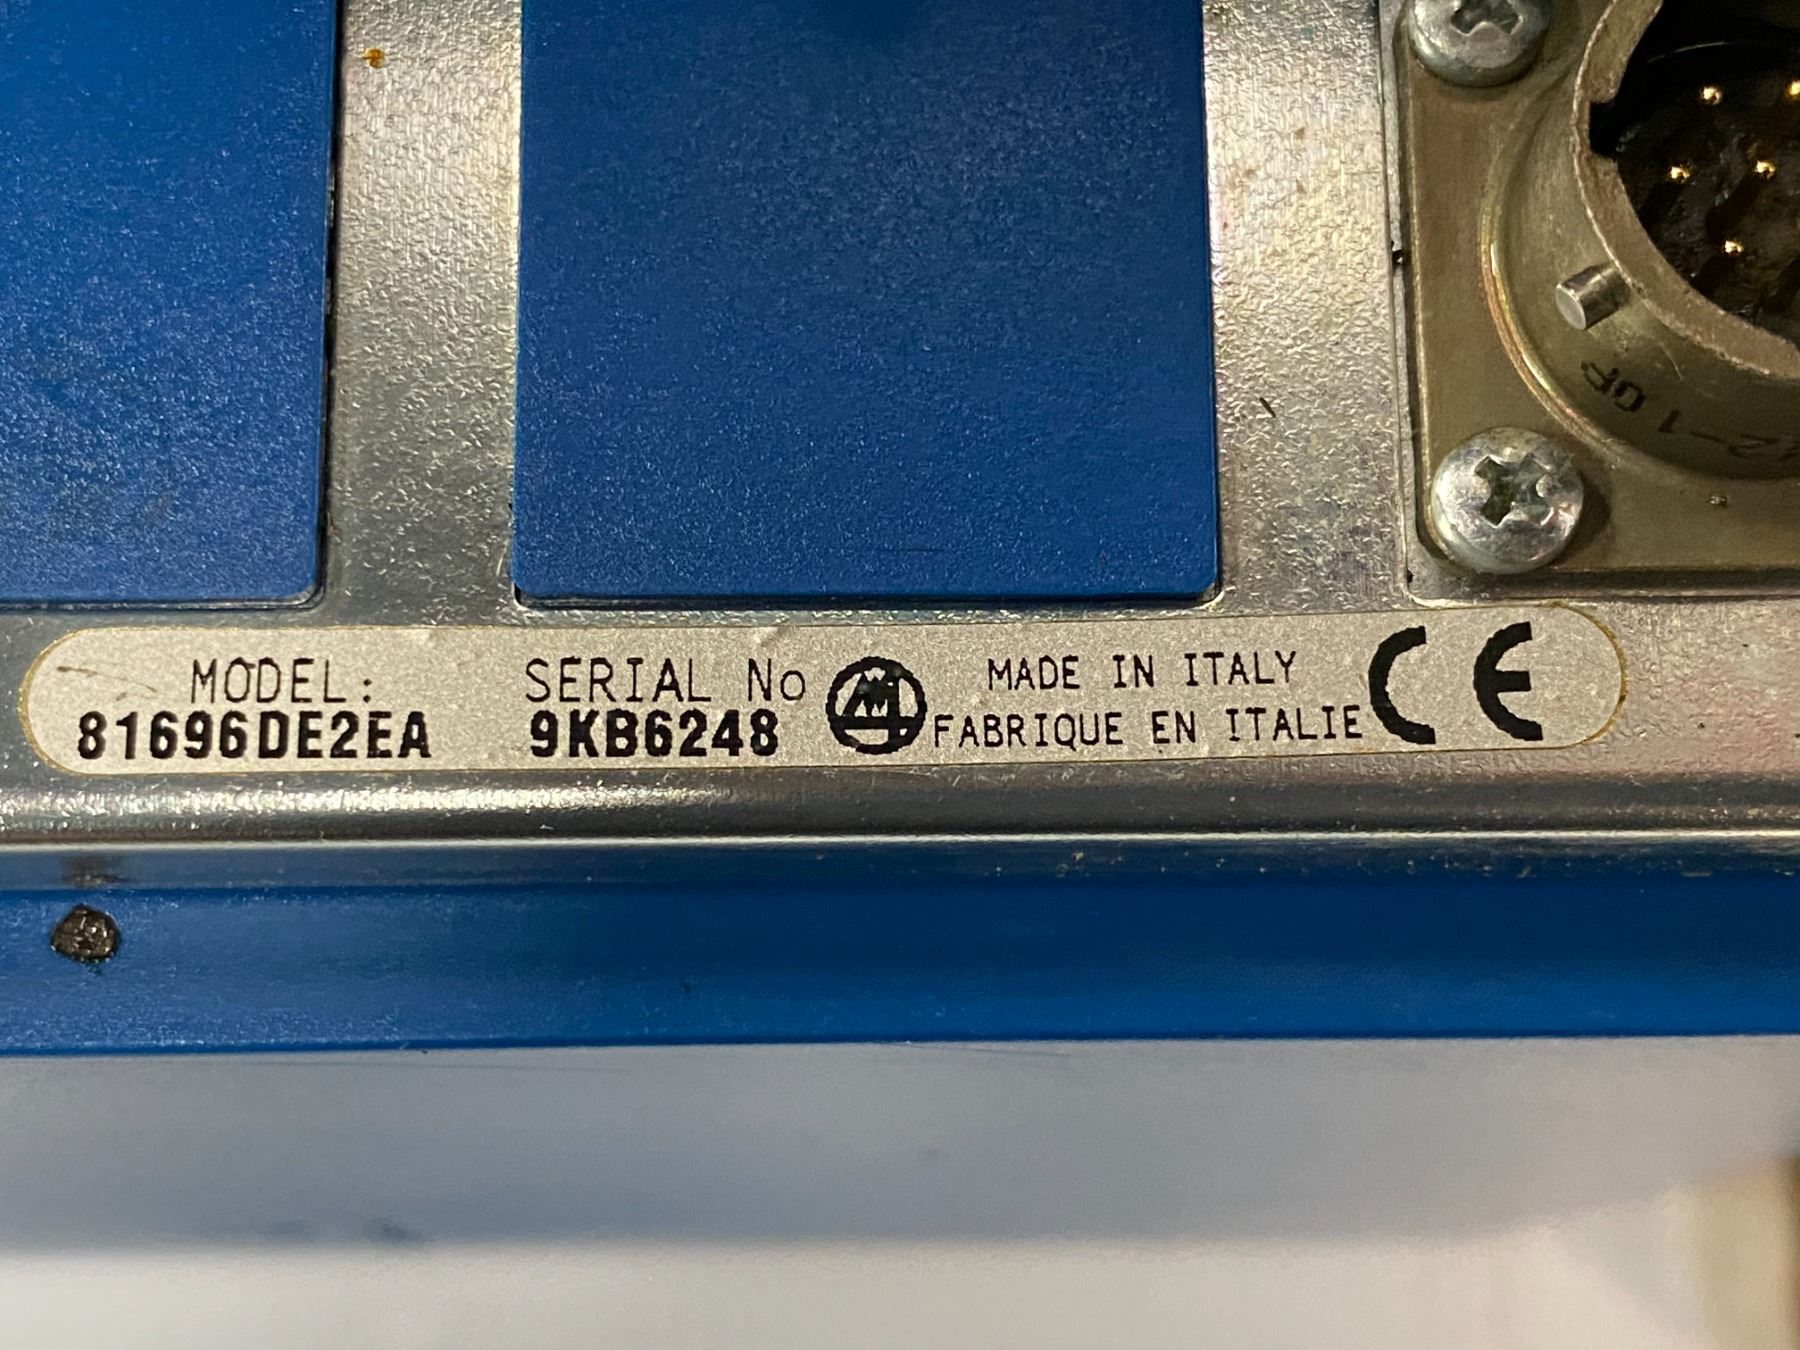 MODEL: SERIAL No MADE IN ITALY
81696DE2EA 9KB6248 FABRIQUE EN ITALIE CE